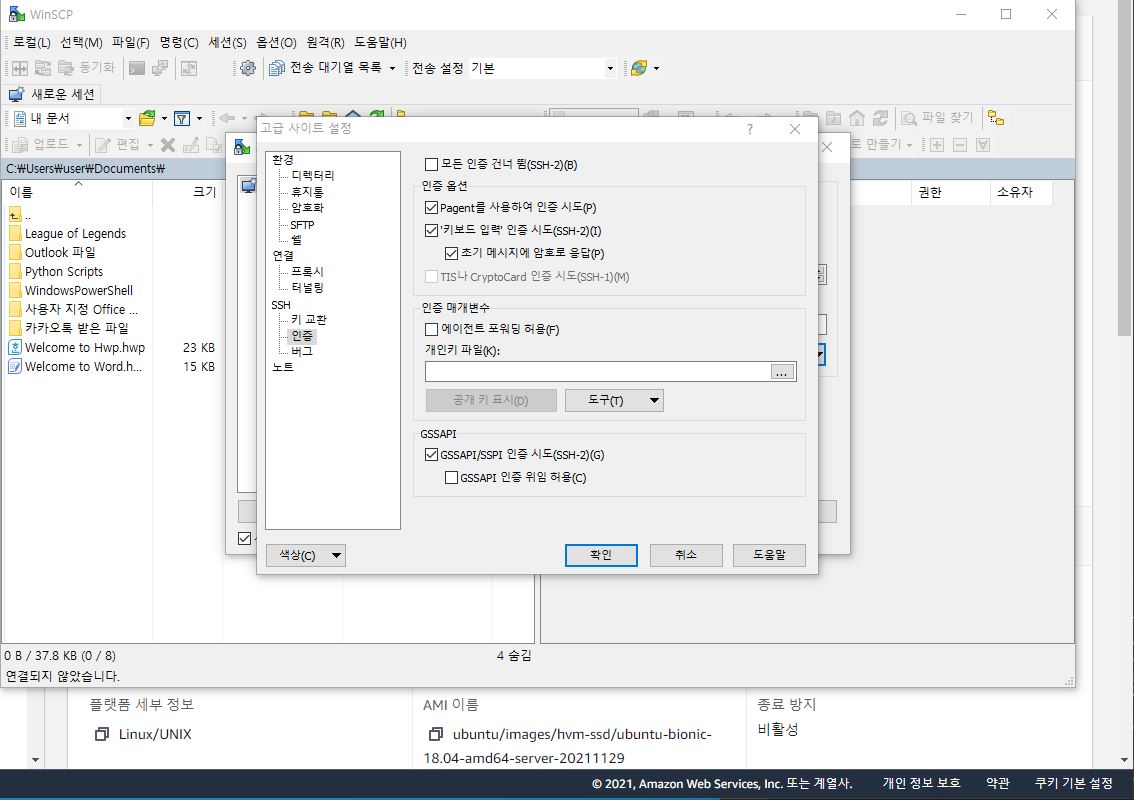 WinSCP
로컬(L) 선택(M) 파일(F) 명령(C) 세션(S) 옵션(O) 원격(R) 도움말(H)
동기화 전송 대기열 목록 전송 설정 기본
새로운 세션
내 문서 파일 찾기
업로드 편집 로 만들기
C:₩Users₩user₩Documents₩
이름 크기 권한 소유자
..
League of Legends
Outlook 파일
Python Scripts
WindowsPowerShell
사용자 지정 Office ...
카카오톡 받은 파일
Welcome to Hwp.hwp 23 KB
Welcome to Word.h... 15 KB
고급 사이트 설정 ?
환경
디렉터리
휴지통
암호화
SFTP
쉘
연결
프록시
터널링
SSH
키 교환
인증
버그
노트
모든 인증 건너 뜀(SSH-2)(B)
인증 옵션
Pagent를 사용하여 인증 시도(P)
'키보드 입력' 인증 시도(SSH-2)(I)
초기 메시지에 암호로 응답(P)
TIS나 CryptoCard 인증 시도(SSH-1)(M)
인증 매개변수
에이전트 포워딩 허용(F)
개인키 파일(K):
...
공개 키 표시(D) 도구(T)
GSSAPI
GSSAPI/SSPI 인증 시도(SSH-2)(G)
GSSAPI 인증 위임 허용(C)
색상(C) 확인 취소 도움말
0 B / 37.8 KB (0 / 8) 4 숨김
연결되지 않았습니다.
플랫폼 세부 정보 AMI 이름 종료 방지
Linux/UNIX ubuntu/images/hvm-ssd/ubuntu-bionic-18.04-amd64-server-20211129 비활성
© 2021, Amazon Web Services, Inc. 또는 계열사. 개인 정보 보호 약관 쿠키 기본 설정